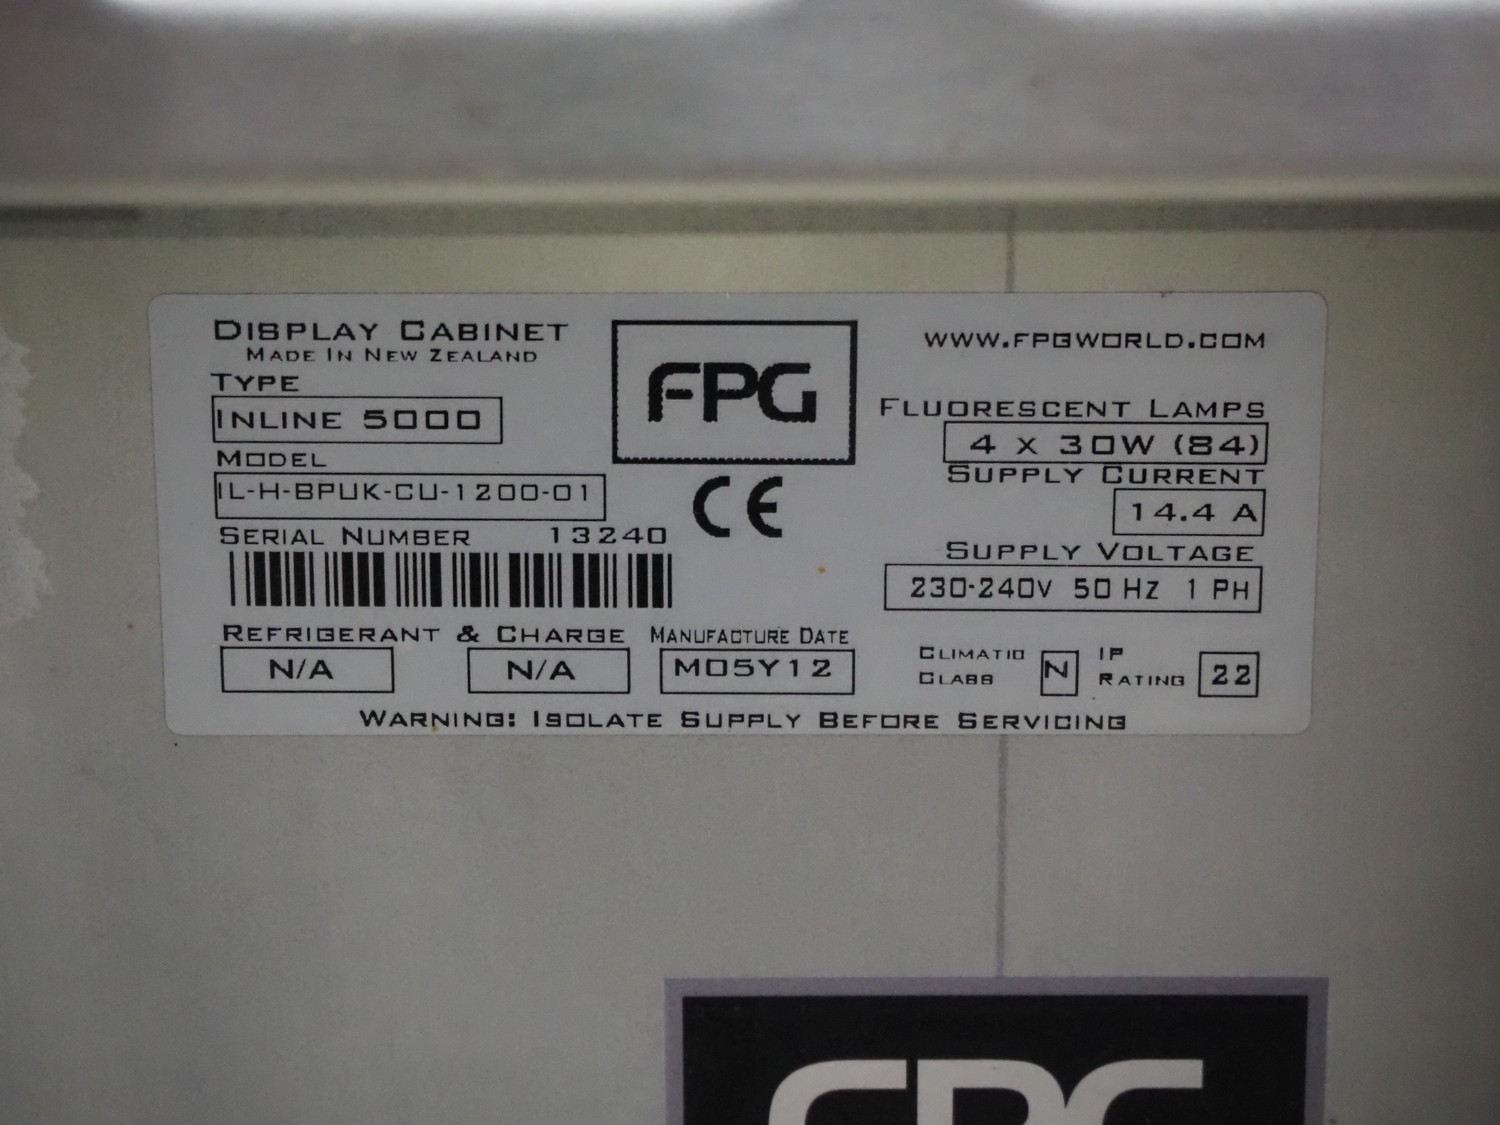 DISPLAY CABINET
MADE IN NEW ZEALAND
TYPE
INLINE 5000
MODEL
IL-H-BPUK-CU-1200-01
SERIAL NUMBER 13240
REFRIGERANT & CHARGE
N/A N/A
MANUFACTURE DATE
M05Y12
FPG
CE
WWW.FPGWORLD.COM
FLUORESCENT LAMPS
4 X 30W (84)
SUPPLY CURRENT
14.4 A
SUPPLY VOLTAGE
230-240V 50 HZ 1 PH
CLIMATIC CLASS N
IP RATING 22
WARNING: ISOLATE SUPPLY BEFORE SERVICING
FPG